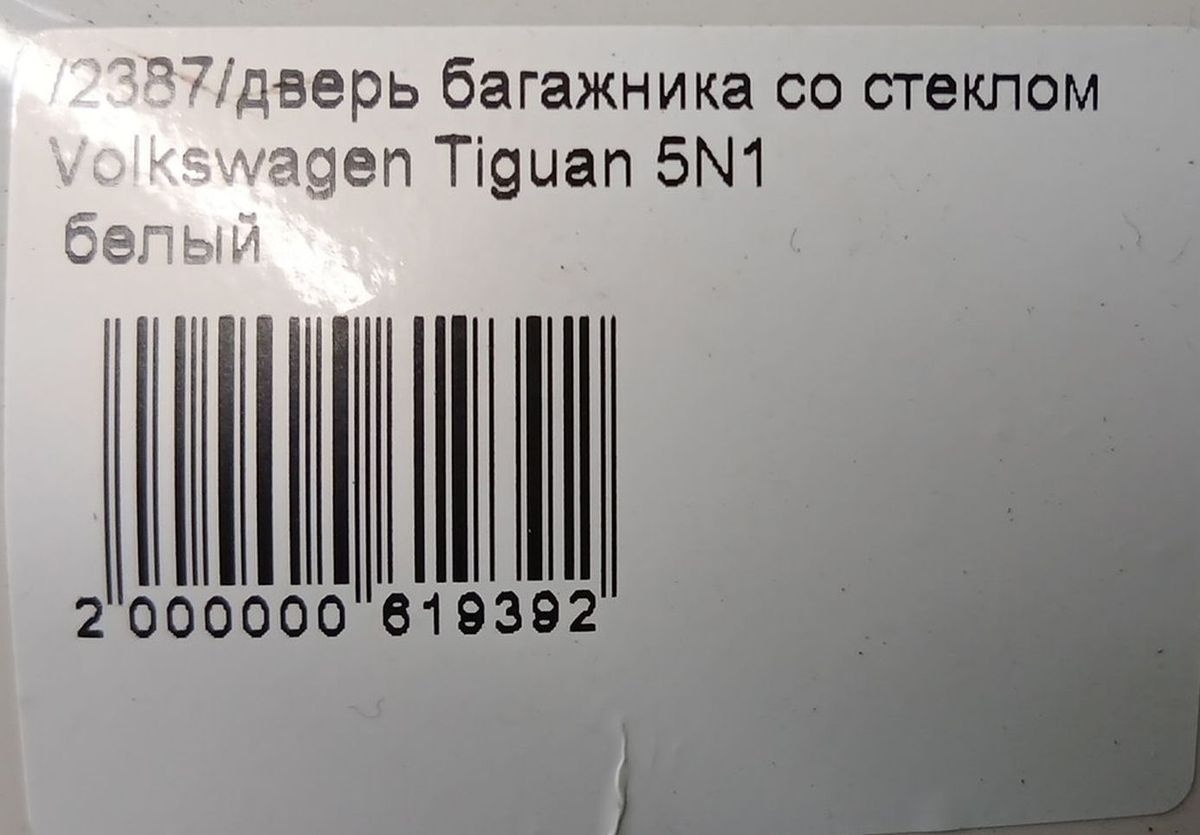 /2387/дверь багажника со стеклом
Volkswagen Tiguan 5N1
белый
2 000000 619392